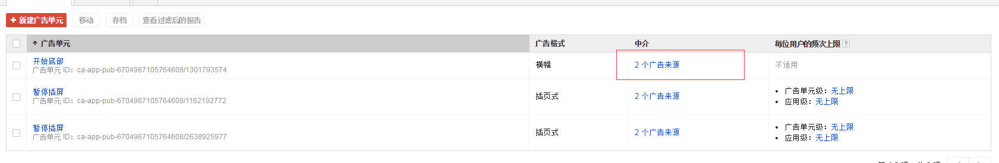 + 新建广告单元 移动 存档 查看过滤后的报告
↑ 广告单元 广告格式 中介 每位用户的频次上限 ?
开始底部
广告单元 ID：ca-app-pub-6704987105764608/1301793574
横幅 2 个广告来源 不适用
暂停插屏
广告单元 ID：ca-app-pub-6704987105764608/1162192772
插页式 2 个广告来源
• 广告单元级：无上限
• 应用级：无上限
暂停插屏
广告单元 ID：ca-app-pub-6704987105764608/2638925977
插页式 2 个广告来源
• 广告单元级：无上限
• 应用级：无上限